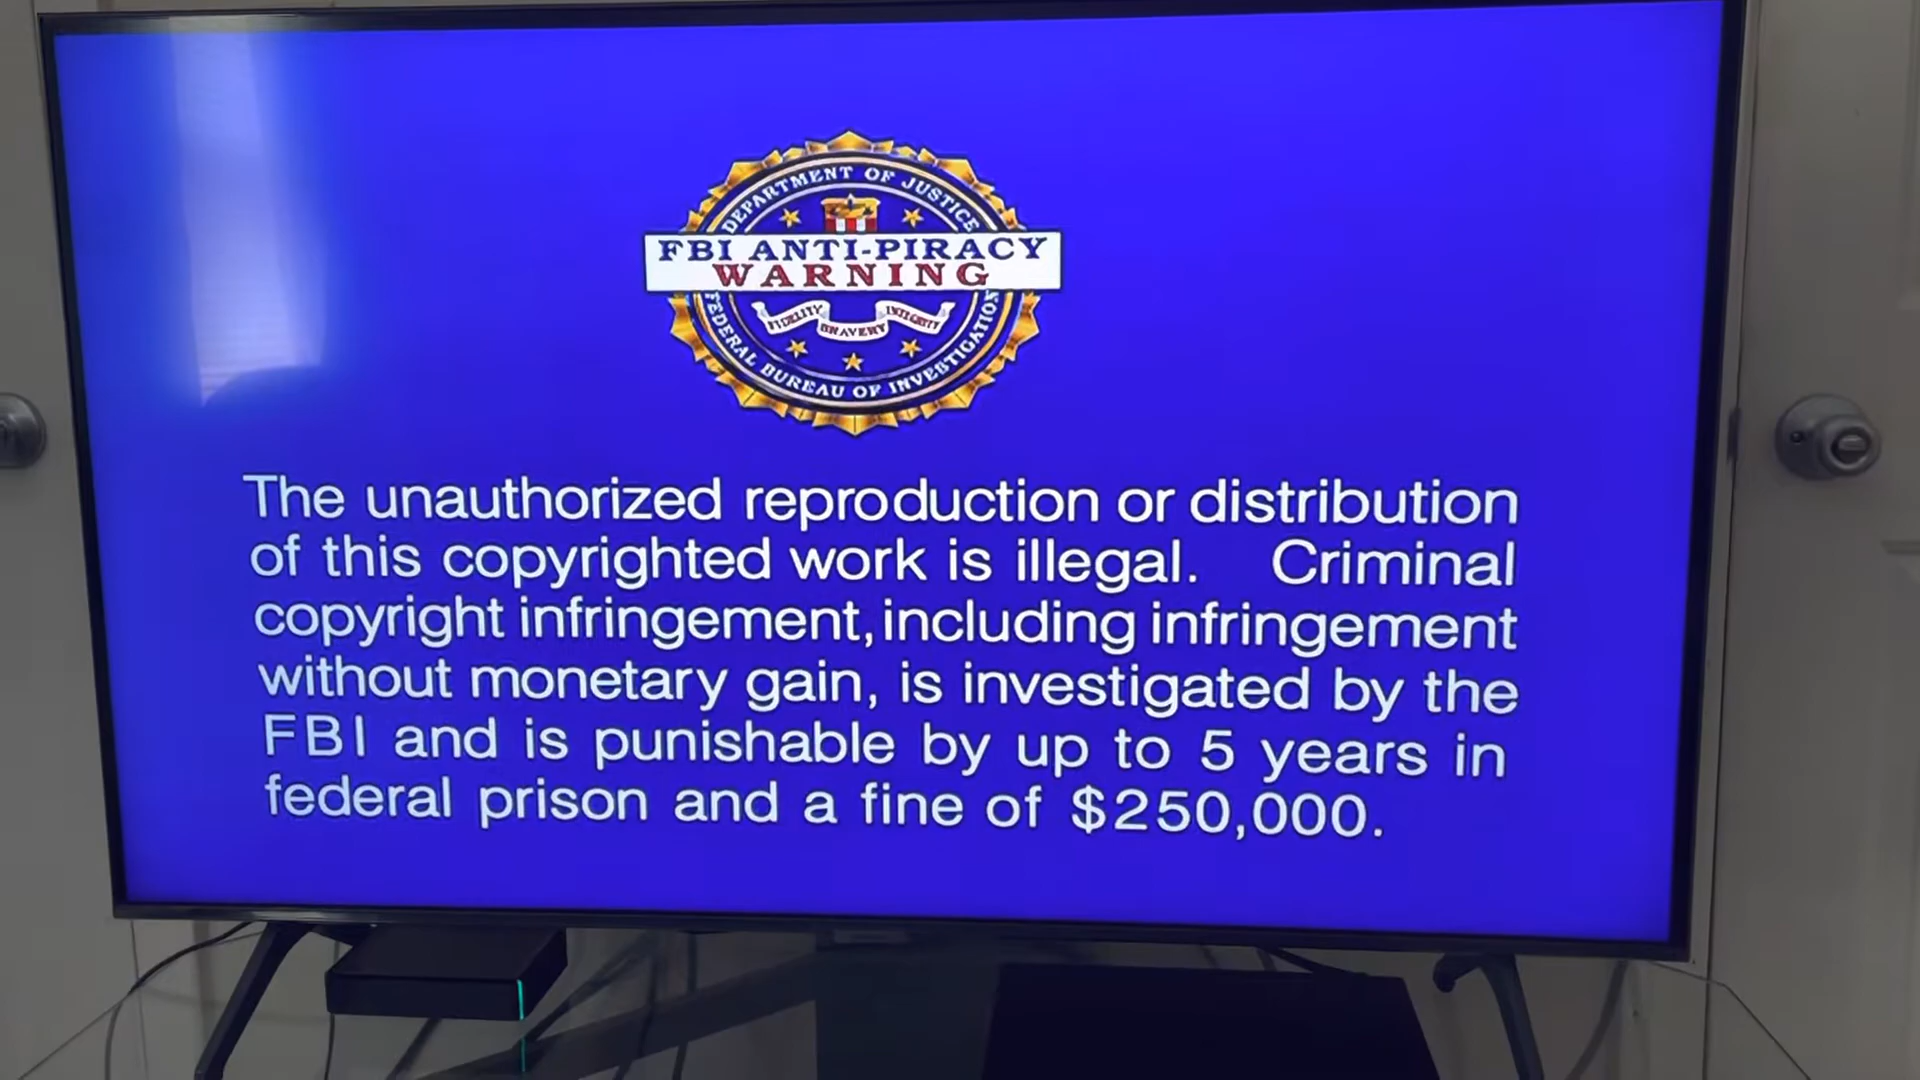 DEPARTMENT OF JUSTICE
FBI ANTI-PIRACY
WARNING
FIDELITY BRAVERY INTEGRITY
FEDERAL BUREAU OF INVESTIGATION
The unauthorized reproduction or distribution
of this copyrighted work is illegal. Criminal
copyright infringement, including infringement
without monetary gain, is investigated by the
FBI and is punishable by up to 5 years in
federal prison and a fine of $250,000.